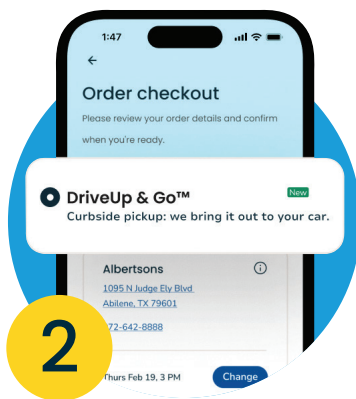 1:47
Order checkout
Please review your order details and confirm
when you're ready.
DriveUp & Go™
New
Curbside pickup: we bring it out to your car.
Albertsons
1095 N Judge Ely Blvd
Abilene, TX 79601
72-642-8888
2
Thurs Feb 19, 3 PM
Change